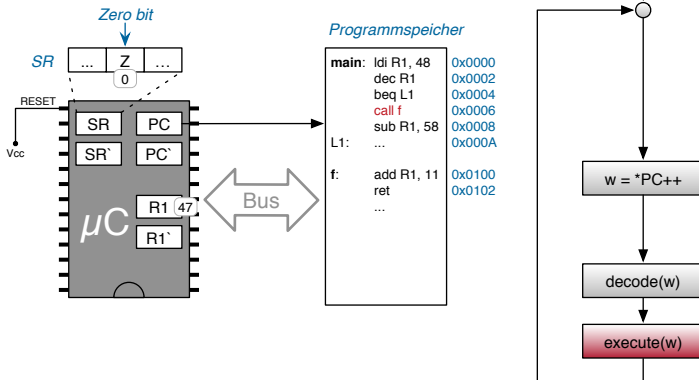 Zero bit
SR ... Z ...
0
RESET
Vcc
SR PC
SR` PC`
R1 47
R1`
µC
Bus
Programmspeicher
main: ldi R1, 48 0x0000
dec R1 0x0002
beq L1 0x0004
call f 0x0006
sub R1, 58 0x0008
L1: ... 0x000A
f: add R1, 11 0x0100
ret 0x0102
...
w = *PC++
decode(w)
execute(w)